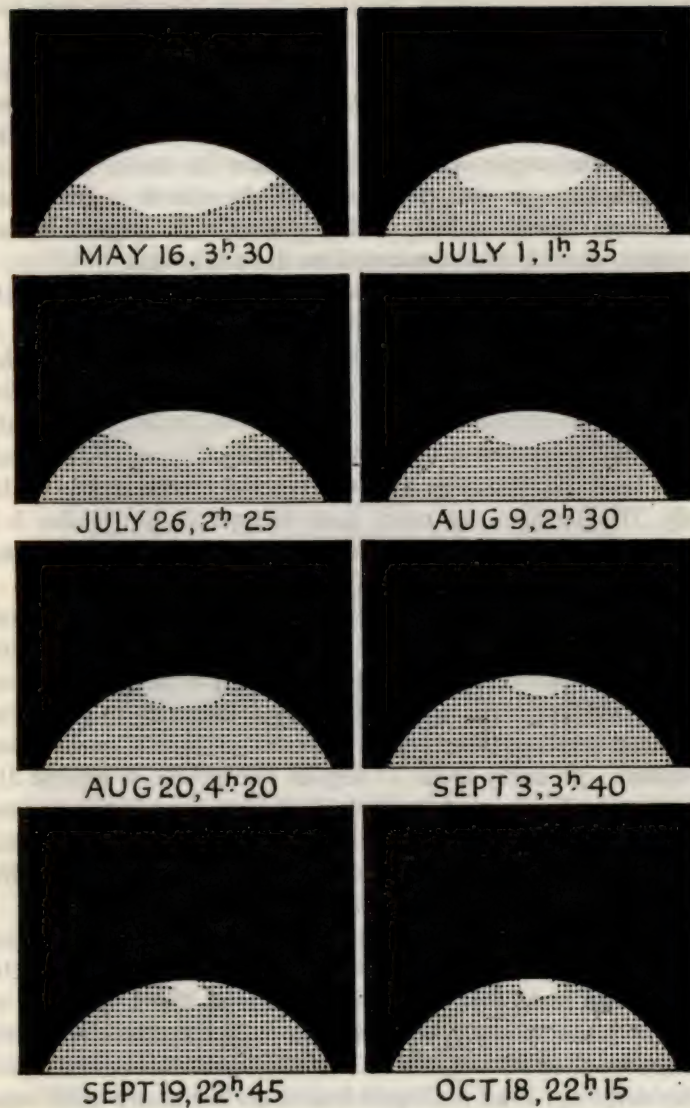 MAY 16, 3ʰ 30
JULY 1, 1ʰ 35
JULY 26, 2ʰ 25
AUG 9, 2ʰ 30
AUG 20, 4ʰ 20
SEPT 3, 3ʰ 40
SEPT 19, 22ʰ 45
OCT 18, 22ʰ 15